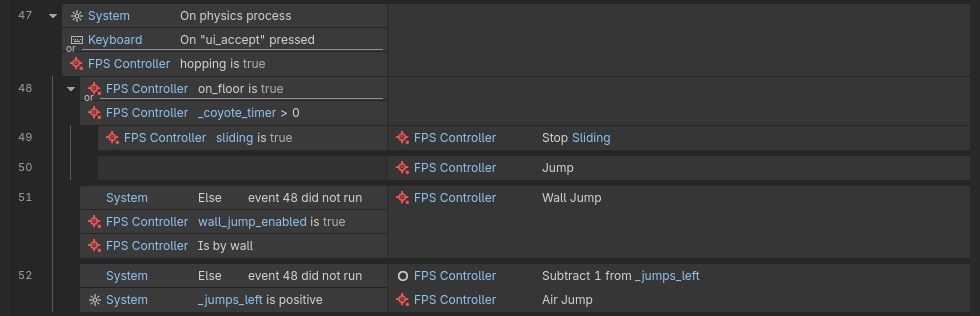 47 System On physics process
Keyboard On "ui_accept" pressed
or
FPS Controller hopping is true
48 FPS Controller on_floor is true
or
FPS Controller _coyote_timer > 0
49 FPS Controller sliding is true FPS Controller Stop Sliding
50 FPS Controller Jump
51 System Else event 48 did not run FPS Controller Wall Jump
FPS Controller wall_jump_enabled is true
FPS Controller Is by wall
52 System Else event 48 did not run FPS Controller Subtract 1 from _jumps_left
System _jumps_left is positive FPS Controller Air Jump